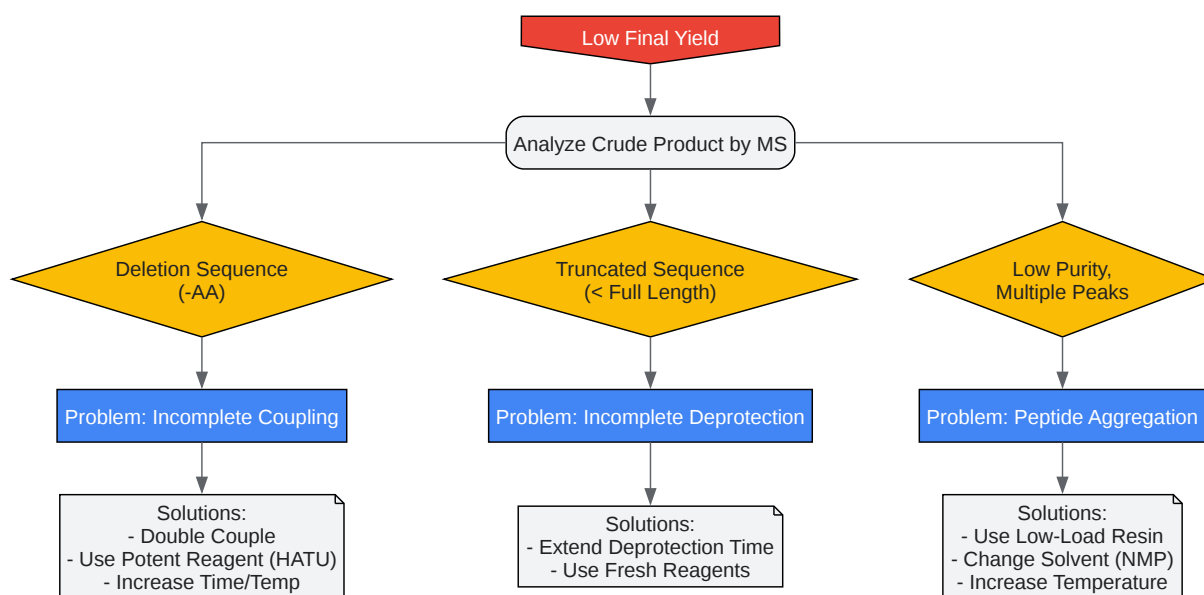 Low Final Yield
Analyze Crude Product by MS
Deletion Sequence
(-AA)
Truncated Sequence
(< Full Length)
Low Purity,
Multiple Peaks
Problem: Incomplete Coupling
Problem: Incomplete Deprotection
Problem: Peptide Aggregation
Solutions:
- Double Couple
- Use Potent Reagent (HATU)
- Increase Time/Temp
Solutions:
- Extend Deprotection Time
- Use Fresh Reagents
Solutions:
- Use Low-Load Resin
- Change Solvent (NMP)
- Increase Temperature